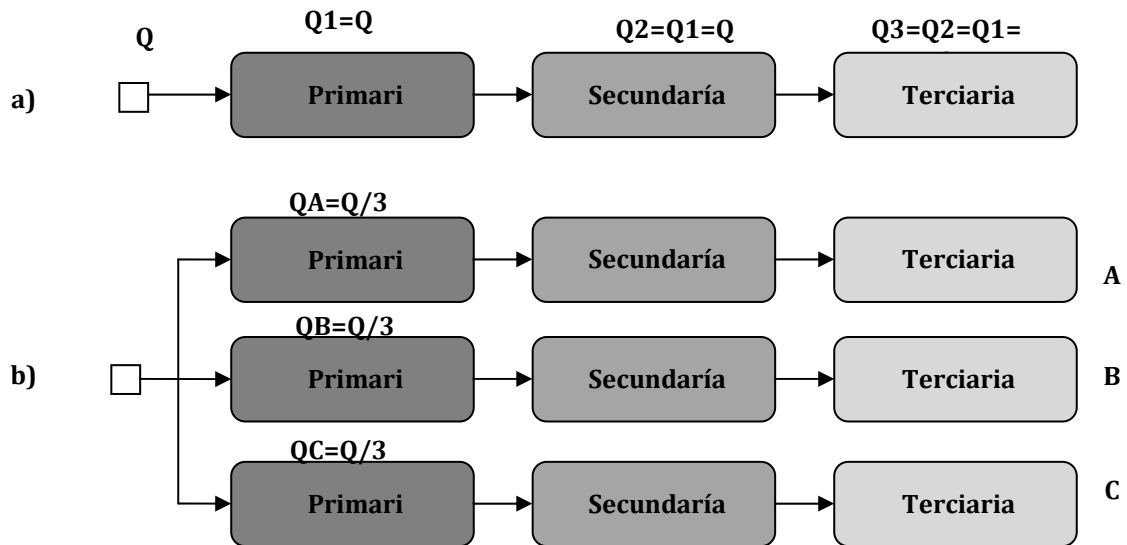 Q
Q1=Q
Q2=Q1=Q
Q3=Q2=Q1=
a)
Primari
Secundaría
Terciaria
QA=Q/3
Primari
Secundaría
Terciaria
A
QB=Q/3
b)
Primari
Secundaría
Terciaria
B
QC=Q/3
Primari
Secundaría
Terciaria
C